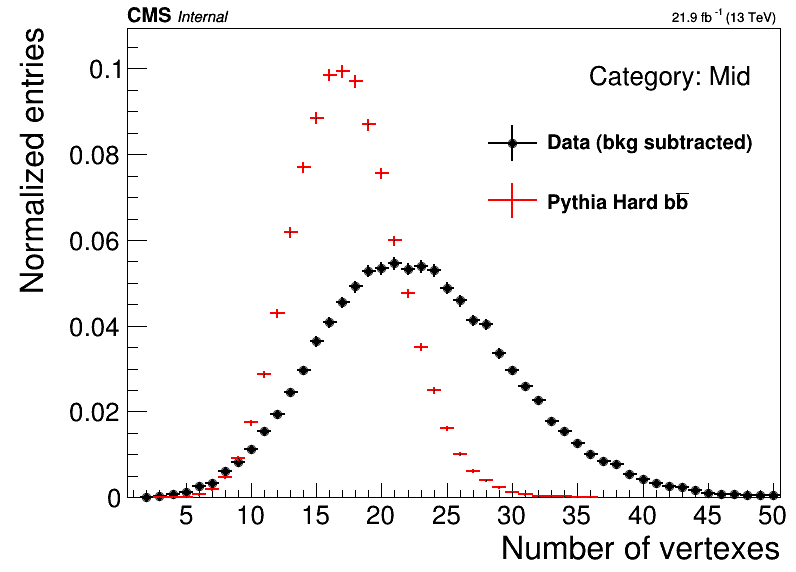 CMS Internal
21.9 fb⁻¹ (13 TeV)
Normalized entries
0.1
0.08
0.06
0.04
0.02
0
Category: Mid
Data (bkg subtracted)
Pythia Hard bb̅
5 10 15 20 25 30 35 40 45 50
Number of vertexes